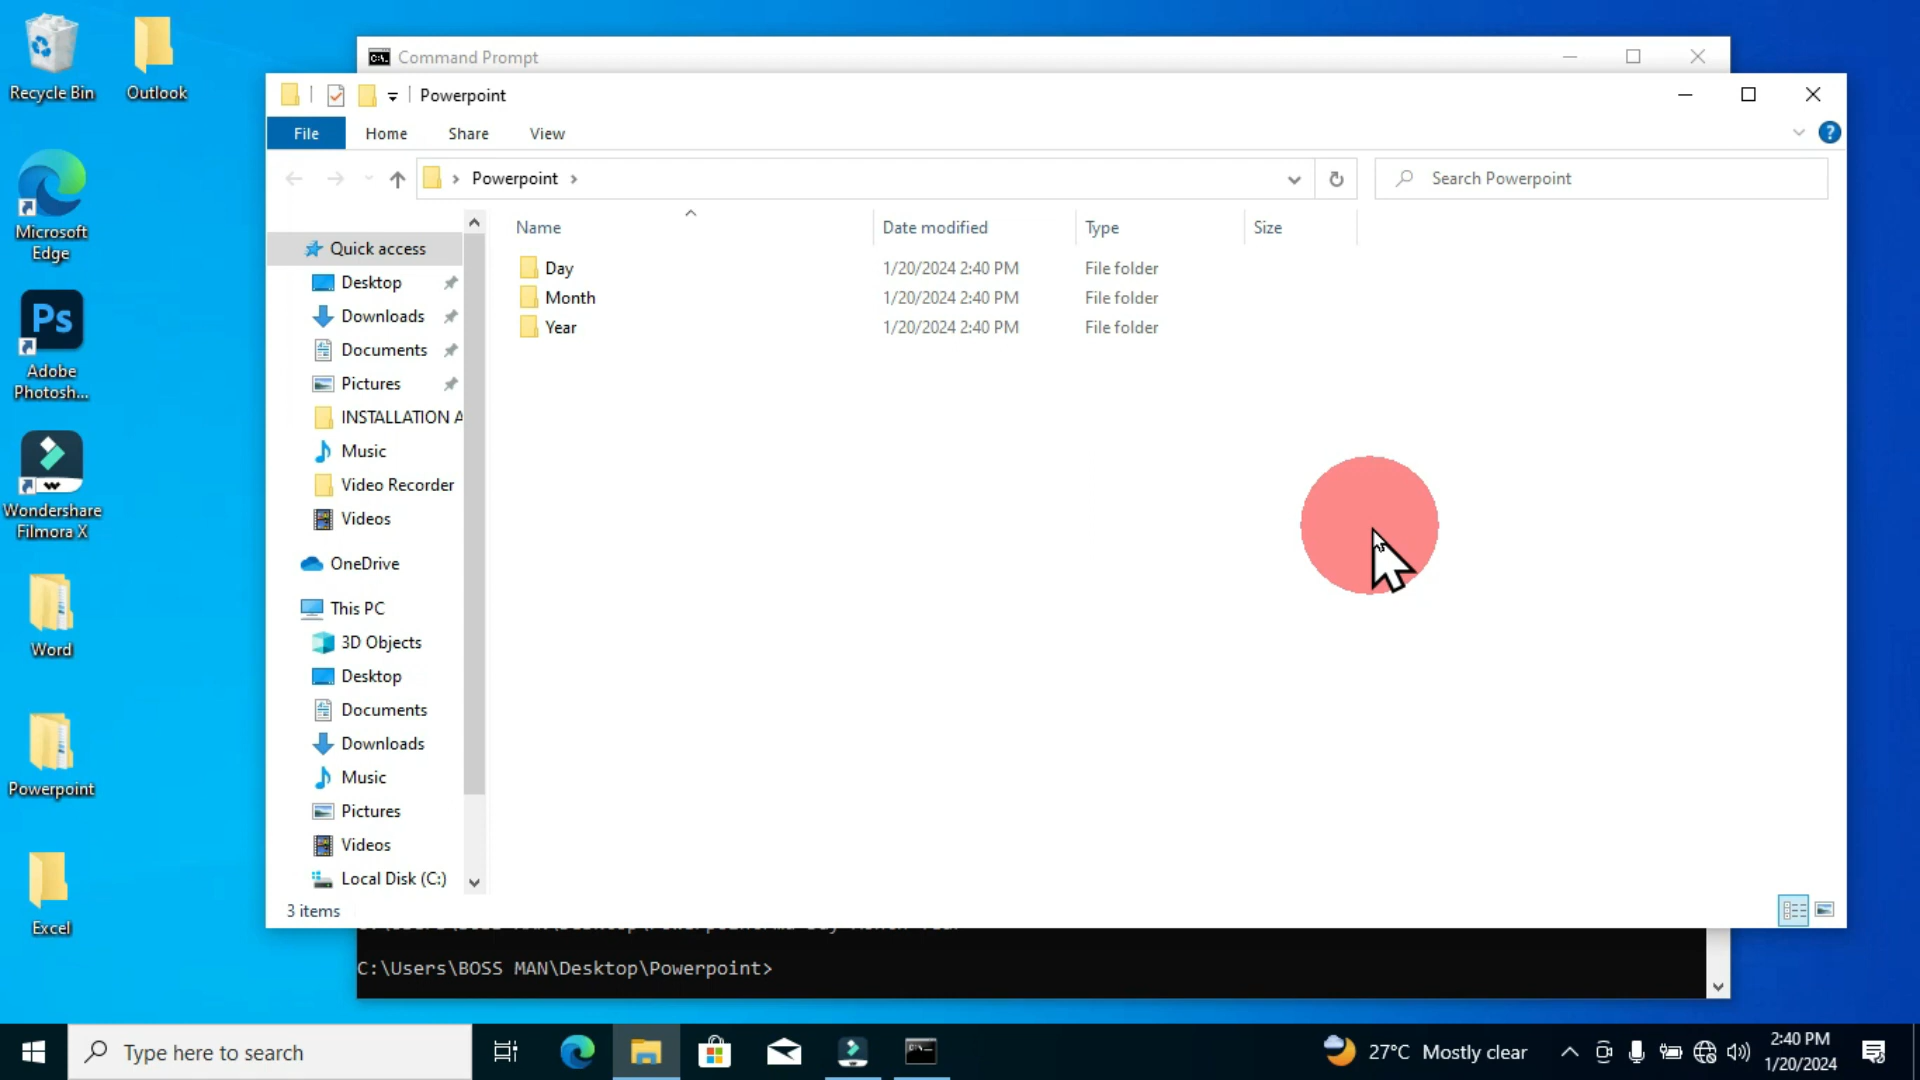 Recycle Bin
Outlook
Microsoft
Edge
Ps
Adobe
Photosh...
Wondershare
Filmora X
Word
Powerpoint
Excel
Command Prompt
Powerpoint
File Home Share View
Powerpoint
Search Powerpoint
Name Date modified Type Size
Day 1/20/2024 2:40 PM File folder
Month 1/20/2024 2:40 PM File folder
Year 1/20/2024 2:40 PM File folder
Quick access
Desktop
Downloads
Documents
Pictures
INSTALLATION A
Music
Video Recorder
Videos
OneDrive
This PC
3D Objects
Desktop
Documents
Downloads
Music
Pictures
Videos
Local Disk (C:)
3 items
C:\Users\BOSS MAN\Desktop\Powerpoint>
Type here to search
27°C Mostly clear
2:40 PM
1/20/2024